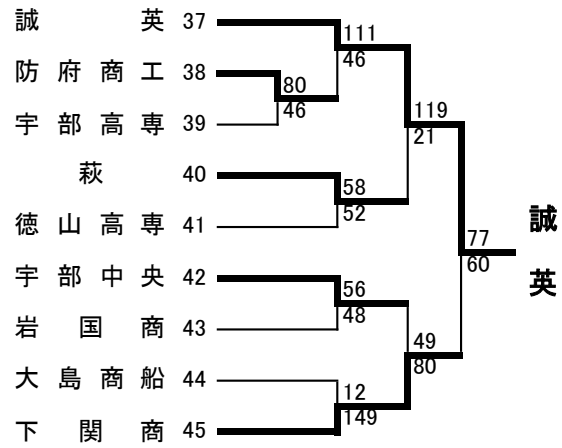 誠英 37
防府商工 38
宇部高専 39
萩 40
徳山高専 41
宇部中央 42
岩国商 43
大島商船 44
下関商 45
80
46
111
46
58
52
56
48
12
149
119
21
49
80
77
60
誠英